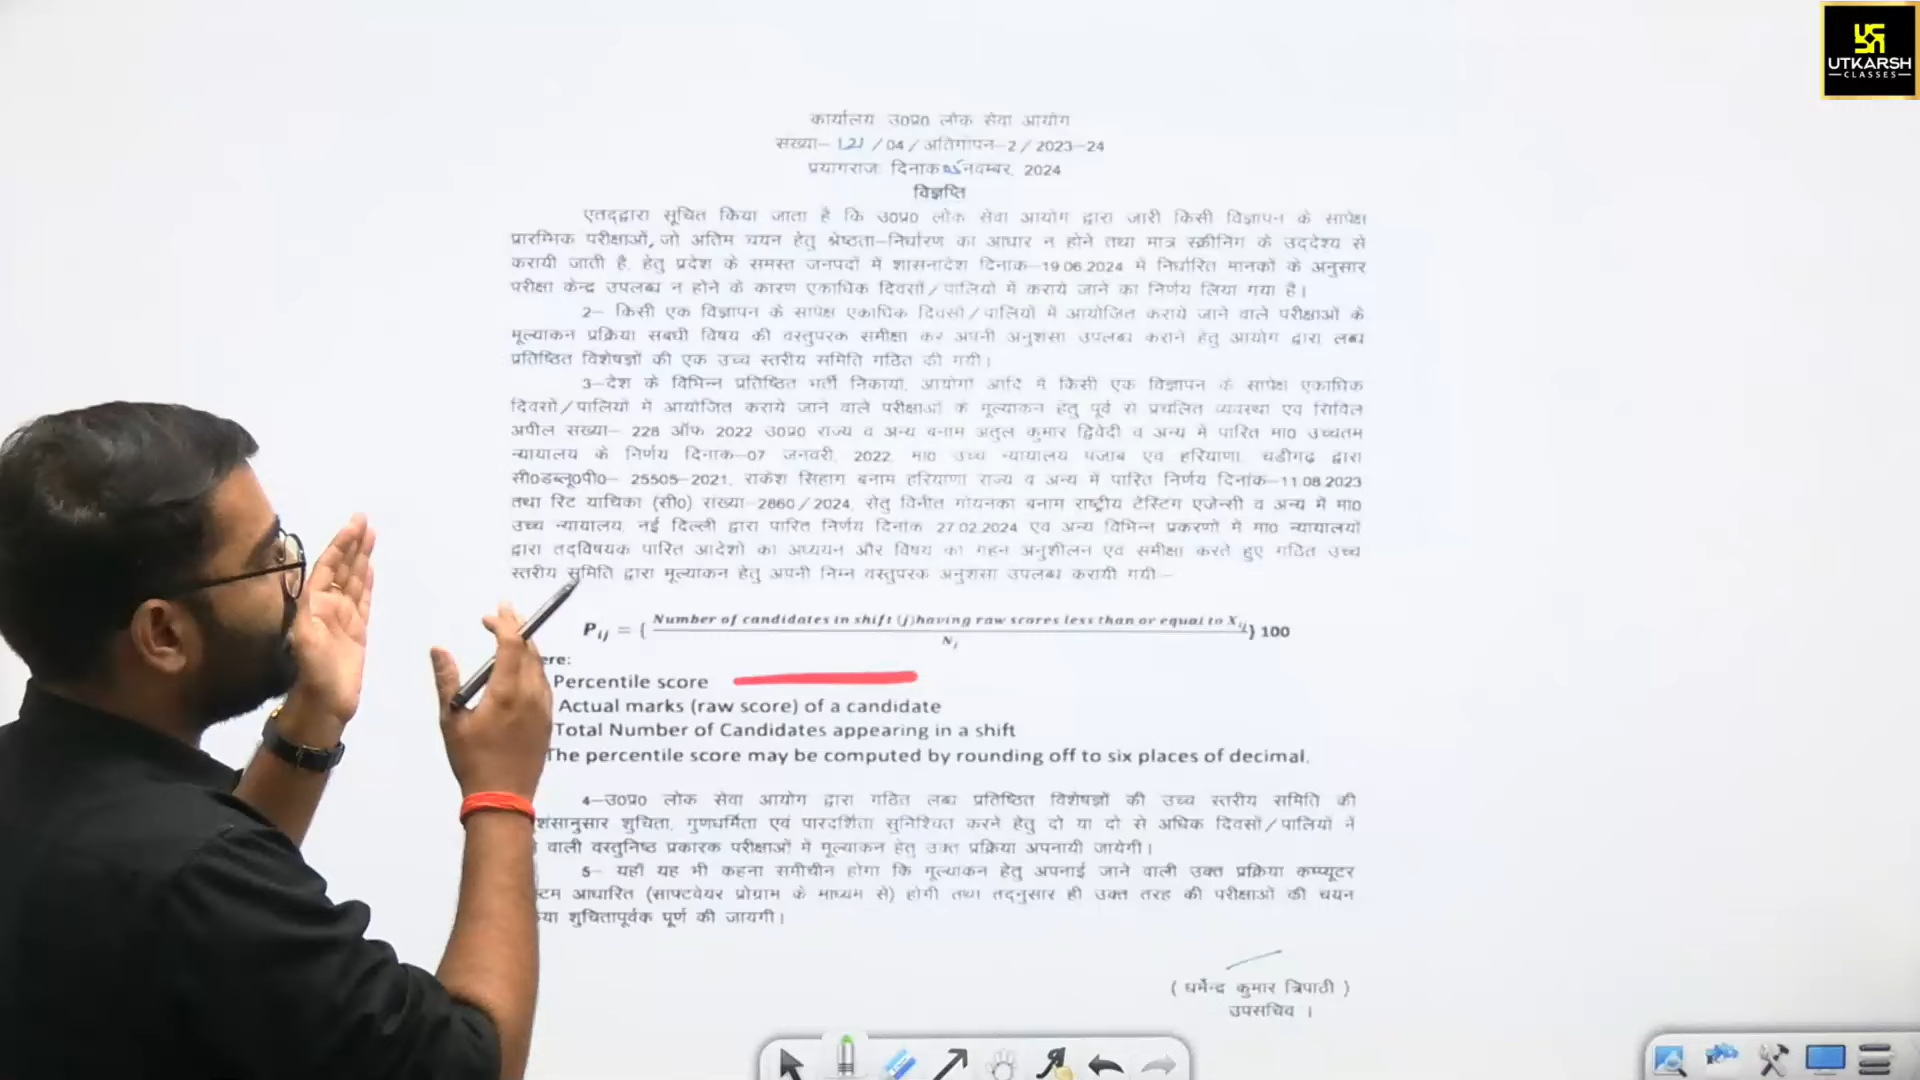 UTKARSH
CLASSES
कार्यालय उ0प्र0 लोक सेवा आयोग
संख्या- 121 /04/अतिगोपन-2/2023-24
प्रयागराज दिनांक 05 नवम्बर, 2024
विज्ञप्ति
एतद्द्वारा सूचित किया जाता है कि उ0प्र0 लोक सेवा आयोग द्वारा जारी किसी विज्ञापन के सापेक्ष
प्रारम्भिक परीक्षाओं, जो अंतिम चयन हेतु श्रेष्ठता-निर्धारण का आधार न होने तथा मात्र स्क्रीनिंग के उद्देश्य से
करायी जाती है, हेतु प्रदेश के समस्त जनपदों में शासनादेश दिनांक-19.06.2024 में निर्धारित मानकों के अनुसार
परीक्षा केन्द्र उपलब्ध न होने के कारण एकाधिक दिवसों/पालियों में कराये जाने का निर्णय लिया गया है।
2- किसी एक विज्ञापन के सापेक्ष एकाधिक दिवसों/पालियों में आयोजित कराये जाने वाले परीक्षाओं के
मूल्यांकन प्रक्रिया संबंधी विषय की वस्तुपरक समीक्षा कर अपनी अनुशंसा उपलब्ध कराने हेतु आयोग द्वारा लब्ध
प्रतिष्ठित विशेषज्ञों की एक उच्च स्तरीय समिति गठित की गयी।
3-देश के विभिन्न प्रतिष्ठित भर्ती निकायों, आयोगों आदि में किसी एक विज्ञापन के सापेक्ष एकाधिक
दिवसों/पालियों में आयोजित कराये जाने वाले परीक्षाओं के मूल्यांकन हेतु पूर्व से प्रचलित व्यवस्था एवं सिविल
अपील संख्या- 228 ऑफ 2022 उ0प्र0 राज्य व अन्य बनाम अतुल कुमार द्विवेदी व अन्य में पारित मा0 उच्चतम
न्यायालय के निर्णय दिनांक-07 जनवरी, 2022, मा0 उच्च न्यायालय पंजाब एवं हरियाणा, चंडीगढ़ द्वारा
सी0डब्लू0पी0- 25505-2021, राकेश सिहाग बनाम हरियाणा राज्य व अन्य में पारित निर्णय दिनांक-11.08.2023
तथा रिट याचिका (सी0) संख्या-2860/2024, सेतु विनीत गोयनका बनाम राष्ट्रीय टेस्टिंग एजेन्सी व अन्य में मा0
उच्च न्यायालय, नई दिल्ली द्वारा पारित निर्णय दिनांक 27.02.2024 एवं अन्य विभिन्न प्रकरणों में मा0 न्यायालयों
द्वारा तद्विषयक पारित आदेशों का अध्ययन और विषय का गहन अनुशीलन एवं समीक्षा करते हुए गठित उच्च
स्तरीय समिति द्वारा मूल्यांकन हेतु अपनी निम्न वस्तुपरक अनुशंसा उपलब्ध करायी गयी-
Pij = { Number of candidates in shift (j)having raw scores less than or equal to Xij / Nj } 100
ere:
Percentile score
Actual marks (raw score) of a candidate
Total Number of Candidates appearing in a shift
The percentile score may be computed by rounding off to six places of decimal.
4-उ0प्र0 लोक सेवा आयोग द्वारा गठित लब्ध प्रतिष्ठित विशेषज्ञों की उच्च स्तरीय समिति की
शंसानुसार शुचिता, गुणधर्मिता एवं पारदर्शिता सुनिश्चित करने हेतु दो या दो से अधिक दिवसों/पालियों में
वाली वस्तुनिष्ठ प्रकारक परीक्षाओं में मूल्यांकन हेतु उक्त प्रक्रिया अपनायी जायेगी।
5- यहाँ यह भी कहना समीचीन होगा कि मूल्यांकन हेतु अपनाई जाने वाली उक्त प्रक्रिया कम्प्यूटर
स्टम आधारित (साफ्टवेयर प्रोग्राम के माध्यम से) होगी तथा तद्नुसार ही उक्त तरह की परीक्षाओं की चयन
या शुचितापूर्वक पूर्ण की जायगी।
( धर्मेन्द्र कुमार त्रिपाठी )
उपसचिव ।